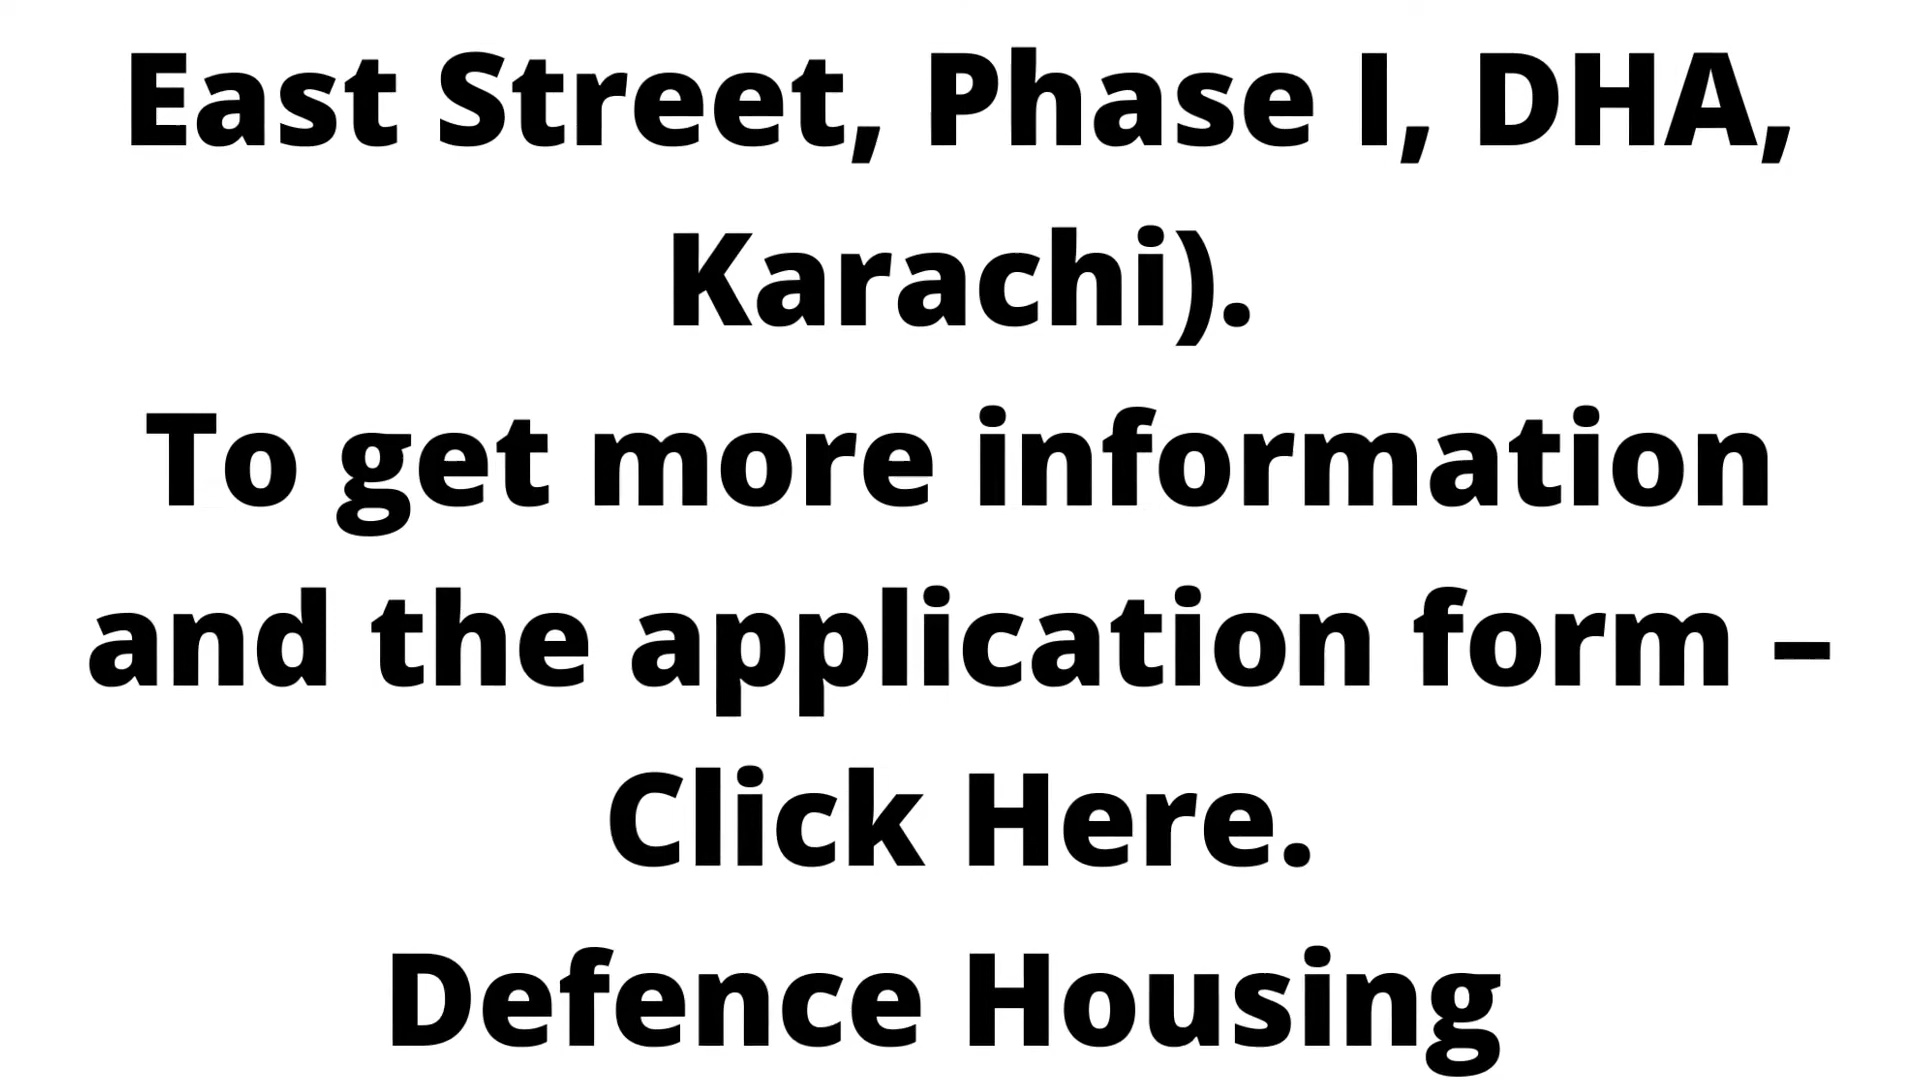 East Street, Phase I, DHA,
Karachi).
To get more information
and the application form –
Click Here.
Defence Housing